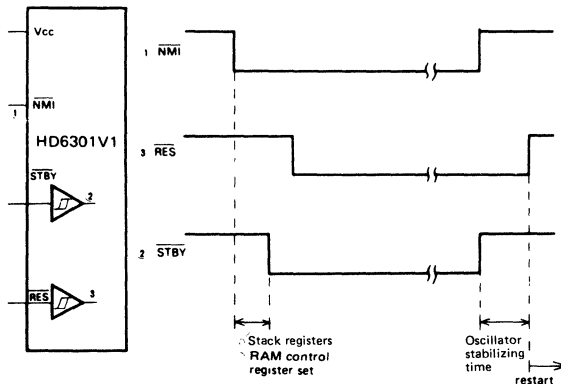 Vcc
1 NMI
HD6301V1
STBY
2
RES
3
1 NMI
3 RES
2 STBY
Stack registers
RAM control
register set
Oscillator
stabilizing
time
restart